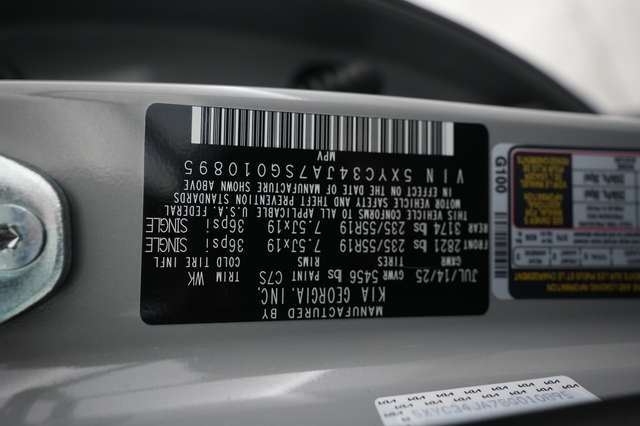 MANUFACTURED BY
KIA GEORGIA, INC.
JUL/14/25 GVWR 5456 lbs PAINT C7S TRIM WK
GAWR TIRES RIMS COLD TIRE INFL
FRONT 2821 lbs 235/55R19 7.5Jx19 36psi SINGLE
REAR 3174 lbs 235/55R19 7.5Jx19 36psi SINGLE
THIS VEHICLE CONFORMS TO ALL APPLICABLE U.S.A. FEDERAL
MOTOR VEHICLE SAFETY AND THEFT PREVENTION STANDARDS
IN EFFECT ON THE DATE OF MANUFACTURE SHOWN ABOVE
VIN 5XYC34JA7SG010895
MPV
G100
5XYC34JA7SG010895